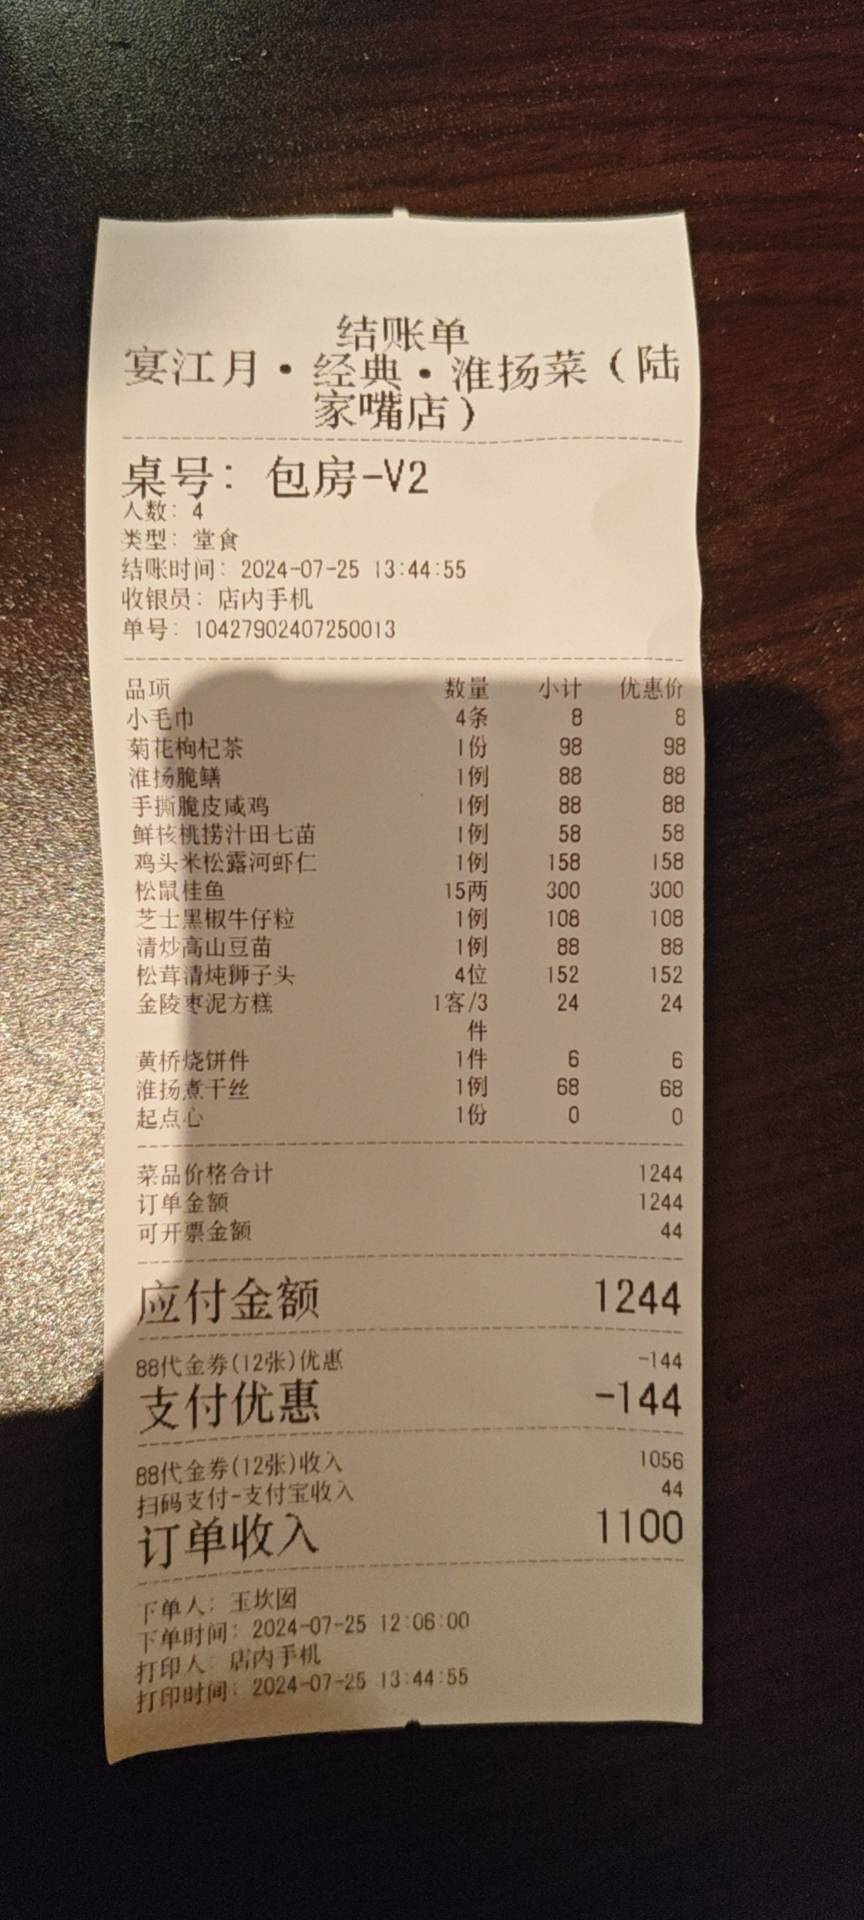 结账单
宴江月·经典·淮扬菜（陆
家嘴店）
桌号：包房-V2
人数：4
类型：堂食
结账时间：2024-07-25 13:44:55
收银员：店内手机
单号：10427902407250013
品项 数量 小计 优惠价
小毛巾 4条 8 8
菊花枸杞茶 1份 98 98
淮扬脆鳝 1例 88 88
手撕脆皮咸鸡 1例 88 88
鲜核桃捞汁田七苗 1例 58 58
鸡头米松露河虾仁 1例 158 158
松鼠桂鱼 15两 300 300
芝士黑椒牛仔粒 1例 108 108
清炒高山豆苗 1例 88 88
松茸清炖狮子头 4位 152 152
金陵枣泥方糕 1客/3 24 24
件
黄桥烧饼件 1件 6 6
淮扬煮干丝 1例 68 68
起点心 1份 0 0
菜品价格合计 1244
订单金额 1244
可开票金额 44
应付金额 1244
88代金券(12张)优惠 -144
支付优惠 -144
88代金券(12张)收入 1056
扫码支付-支付宝收入 44
订单收入 1100
下单人：玉坎囡
下单时间：2024-07-25 12:06:00
打印人：店内手机
打印时间：2024-07-25 13:44:55